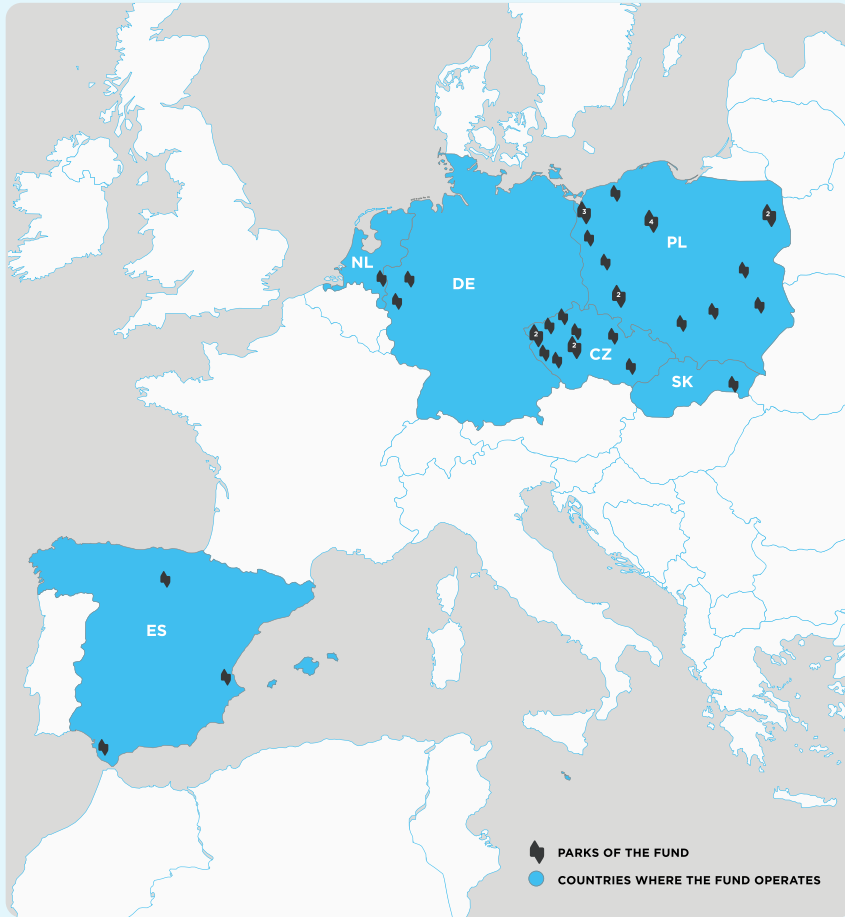 3
4
2
PL
NL
DE
2
2
2
CZ
SK
ES
PARKS OF THE FUND
COUNTRIES WHERE THE FUND OPERATES